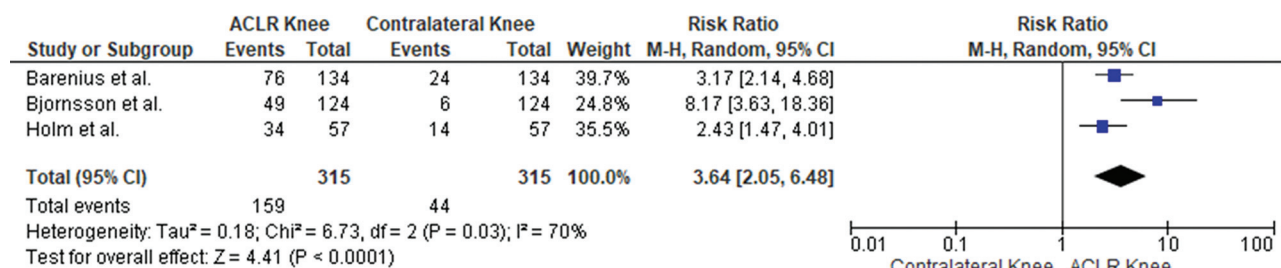 ACLR Knee Contralateral Knee Risk Ratio Risk Ratio
Study or Subgroup Events Total Events Total Weight M-H, Random, 95% CI M-H, Random, 95% CI
Barenius et al. 76 134 24 134 39.7% 3.17 [2.14, 4.68]
Bjornsson et al. 49 124 6 124 24.8% 8.17 [3.63, 18.36]
Holm et al. 34 57 14 57 35.5% 2.43 [1.47, 4.01]
Total (95% CI) 315 315 100.0% 3.64 [2.05, 6.48]
Total events 159 44
Heterogeneity: Tau² = 0.18; Chi² = 6.73, df = 2 (P = 0.03); I² = 70%
Test for overall effect: Z = 4.41 (P < 0.0001)
0.01 0.1 1 10 100
Contralateral Knee ACLR Knee